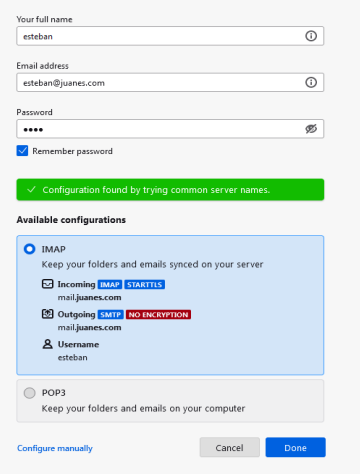 Your full name
esteban
Email address
esteban@juanes.com
Password
••••
Remember password
Configuration found by trying common server names.
Available configurations
IMAP
Keep your folders and emails synced on your server
Incoming IMAP STARTTLS
mail.juanes.com
Outgoing SMTP NO ENCRYPTION
mail.juanes.com
Username
esteban
POP3
Keep your folders and emails on your computer
Configure manually Cancel Done